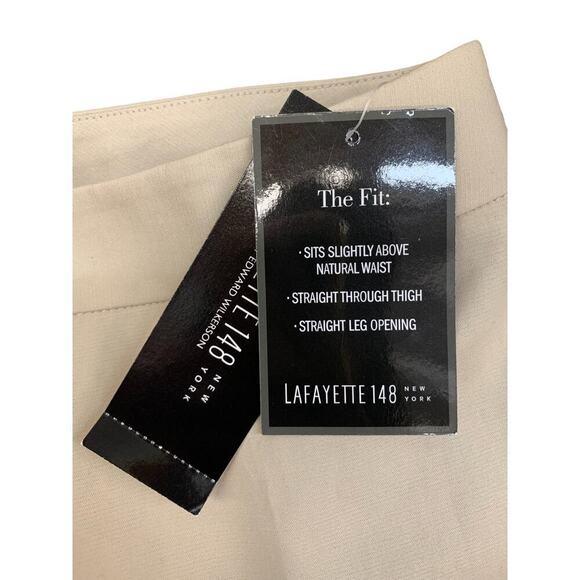 The Fit:
· SITS SLIGHTLY ABOVE
NATURAL WAIST
· STRAIGHT THROUGH THIGH
· STRAIGHT LEG OPENING
LAFAYETTE 148 NEW YORK
148 NEW YORK
EDWARD WILKERSON